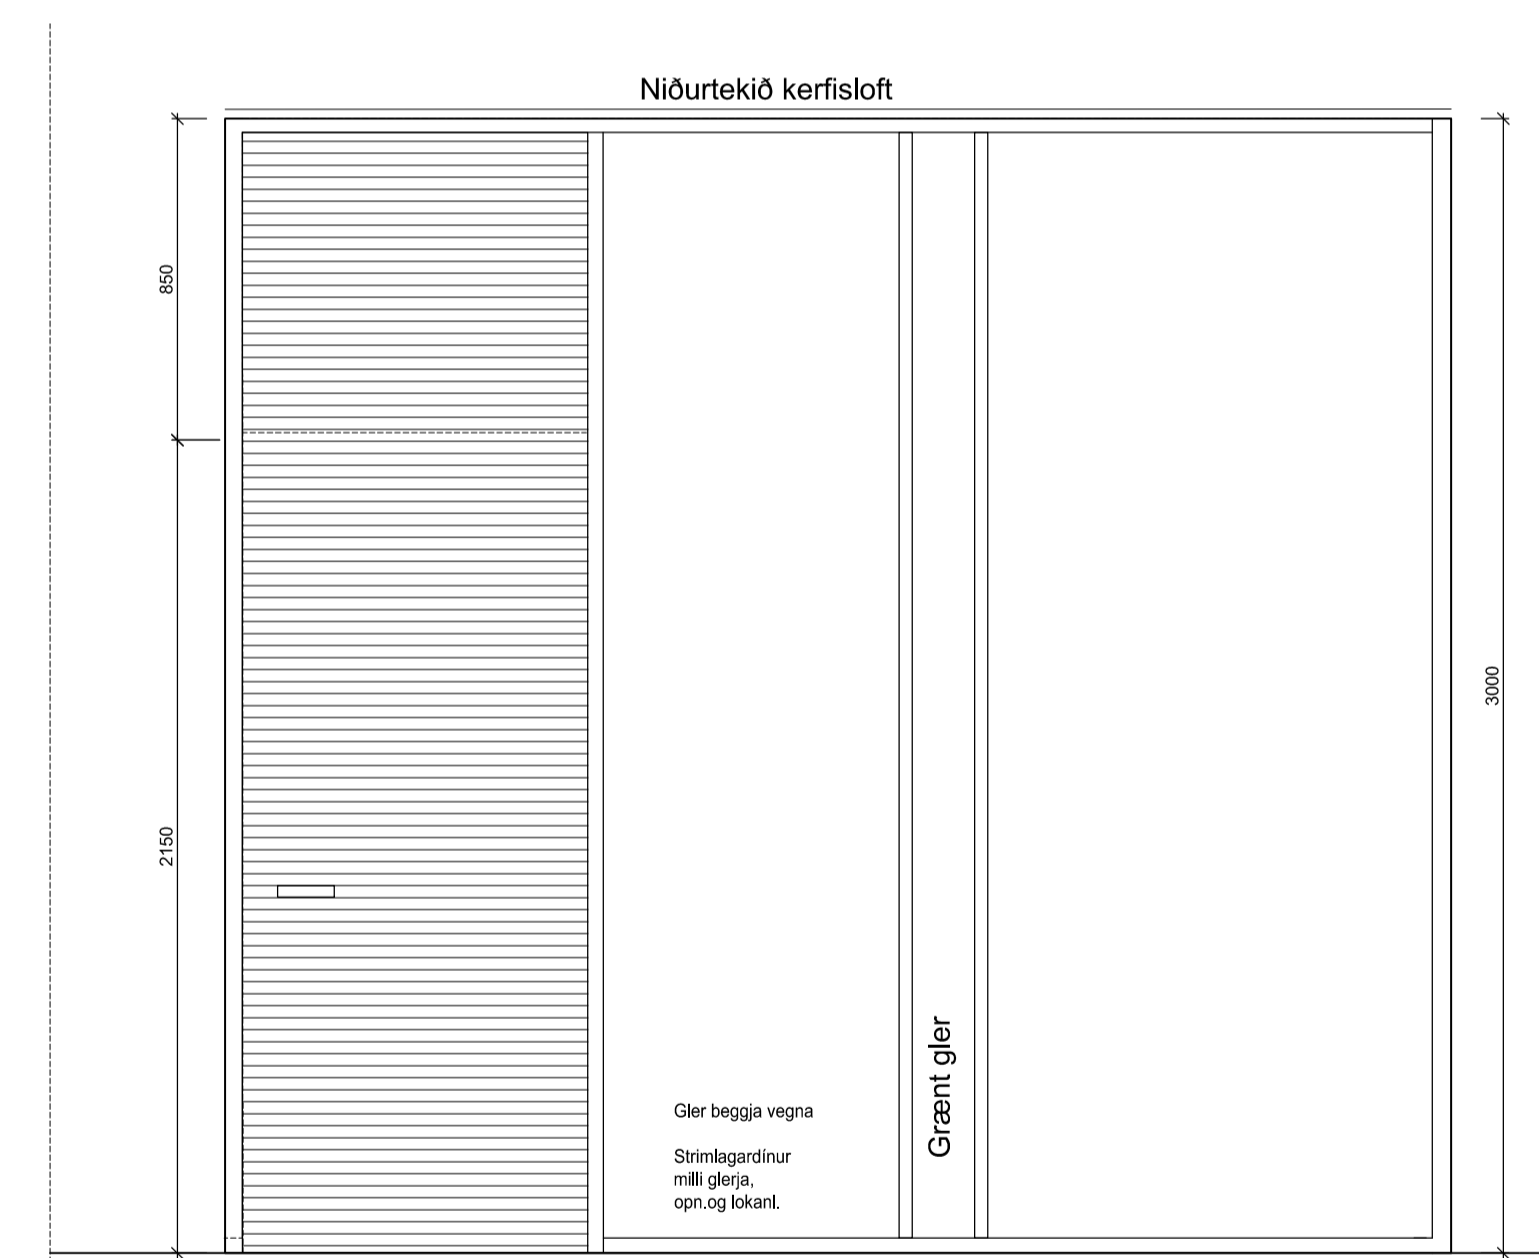 Niðurtekið kerfisloft
850
3000
2150
Grænt gler
Gler beggja vegna
Strimlagardínur
milli glerja,
opn.og lokanl.